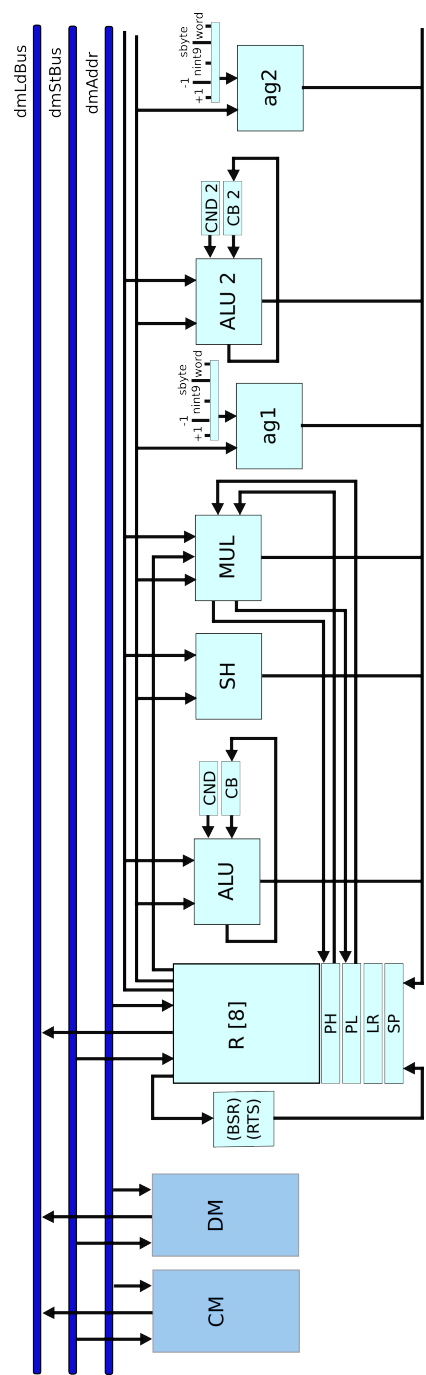 dmLdBus
dmStBus
dmAddr
CM
DM
(BSR)
(RTS)
R [8]
PH
PL
LR
SP
ALU
CND
CB
SH
MUL
+1
-1
nint9
sbyte
word
ag1
ALU 2
CND 2
CB 2
+1
-1
nint9
sbyte
word
ag2